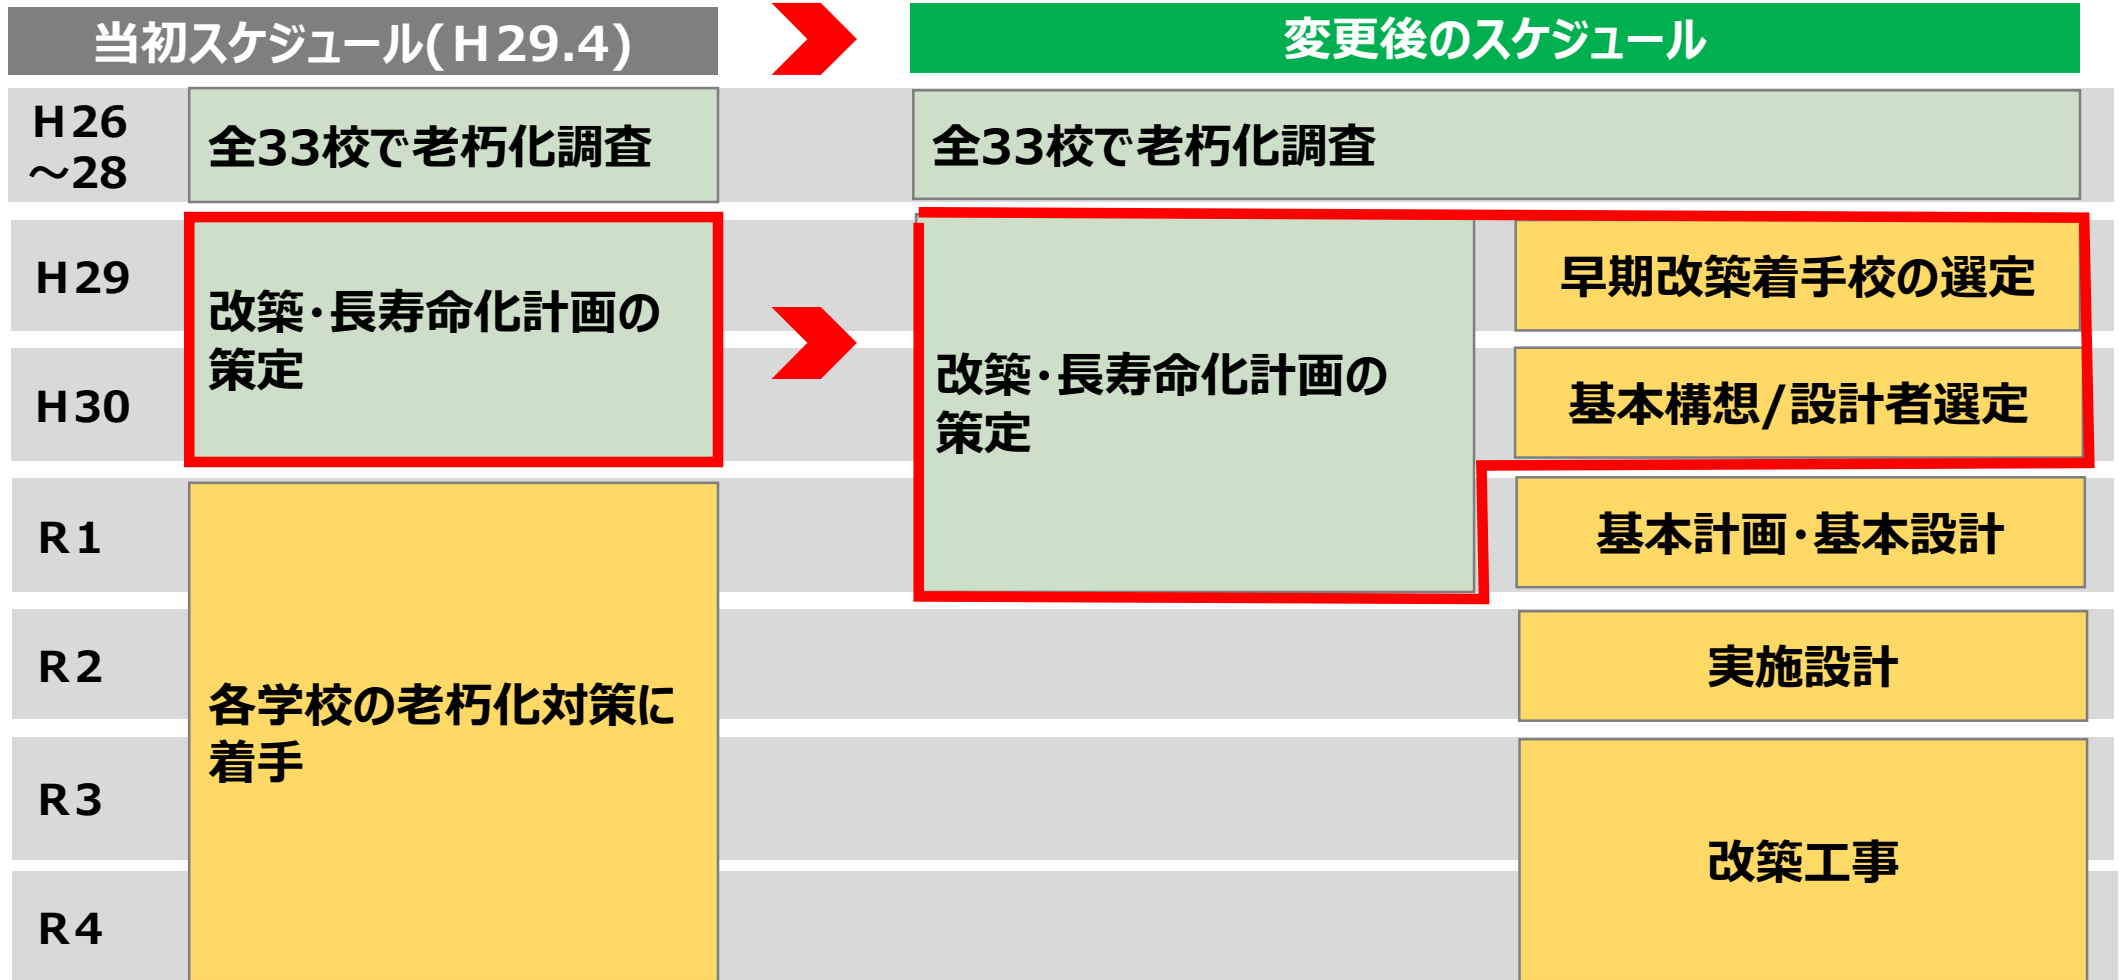 当初スケジュール(H29.4)
変更後のスケジュール
H26
～28
全33校で老朽化調査
全33校で老朽化調査
H29
改築・長寿命化計画の
策定
改築・長寿命化計画の
策定
早期改築着手校の選定
H30
基本構想/設計者選定
R1
各学校の老朽化対策に
着手
基本計画・基本設計
R2
実施設計
R3
改築工事
R4